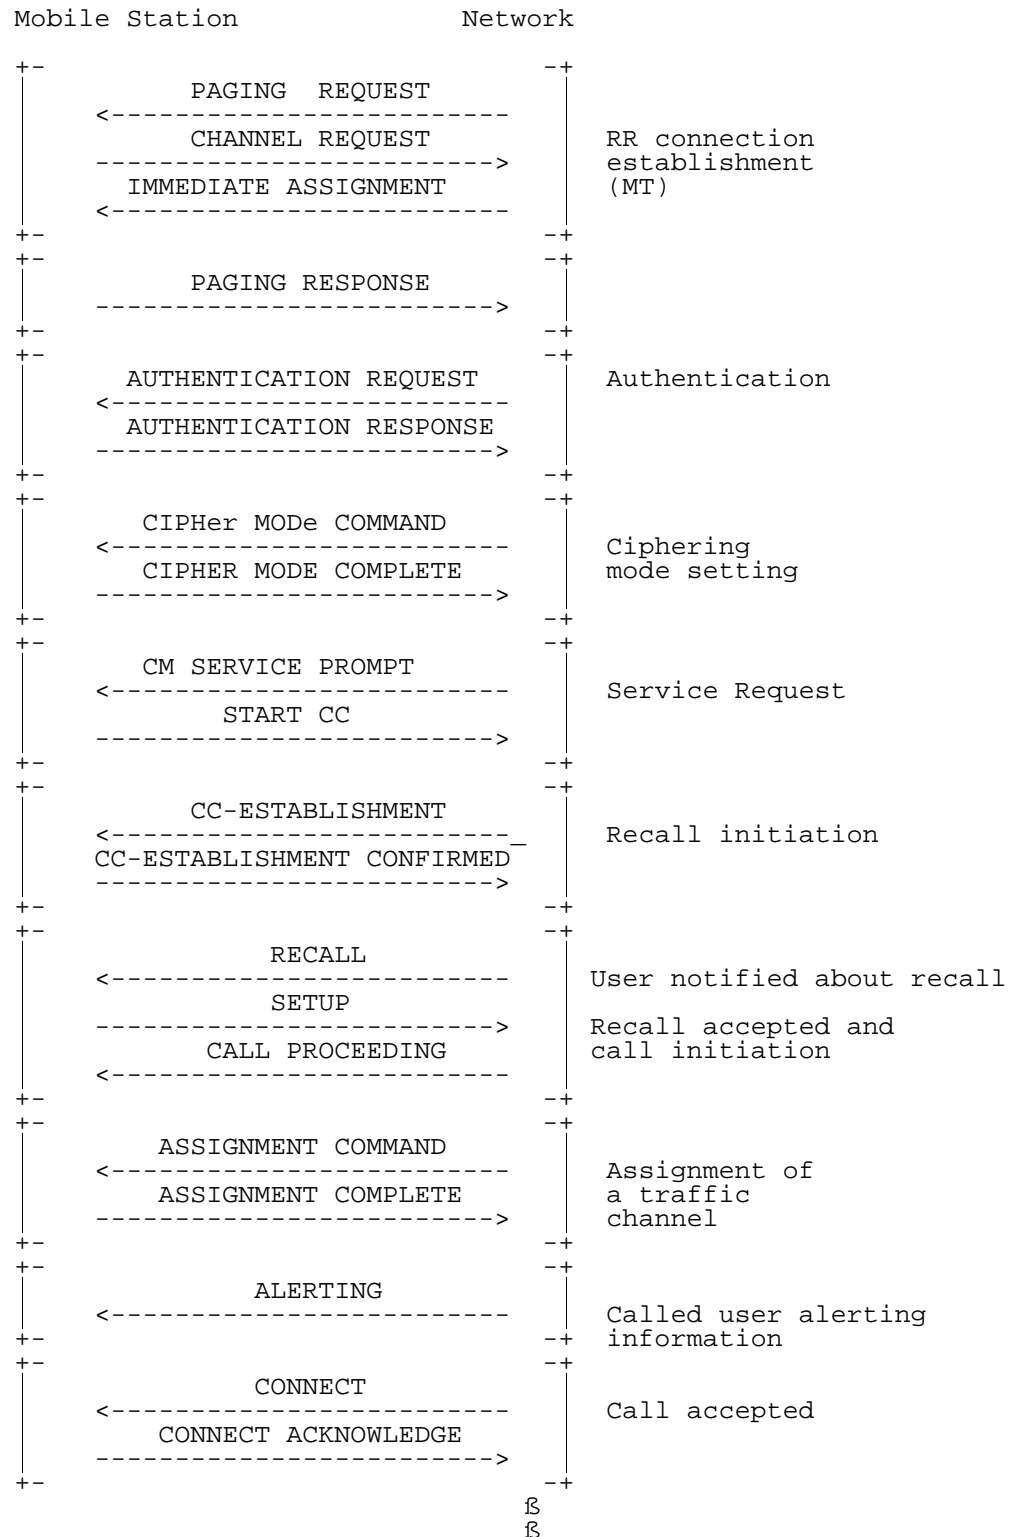 Mobile Station Network
+- -+
PAGING REQUEST
<-------------------------
CHANNEL REQUEST RR connection
-------------------------> establishment
IMMEDIATE ASSIGNMENT (MT)
<-------------------------
+- -+
+- -+
PAGING RESPONSE
------------------------->
+- -+
+- -+
AUTHENTICATION REQUEST Authentication
<-------------------------
AUTHENTICATION RESPONSE
------------------------->
+- -+
+- -+
CIPHer MODe COMMAND
<------------------------- Ciphering
CIPHER MODE COMPLETE mode setting
------------------------->
+- -+
+- -+
CM SERVICE PROMPT
<------------------------- Service Request
START CC
------------------------->
+- -+
+- -+
CC-ESTABLISHMENT
<-------------------------_ Recall initiation
CC-ESTABLISHMENT CONFIRMED
------------------------->
+- -+
+- -+
RECALL
<------------------------- User notified about recall
SETUP
-------------------------> Recall accepted and
CALL PROCEEDING call initiation
<-------------------------
+- -+
+- -+
ASSIGNMENT COMMAND
<------------------------- Assignment of
ASSIGNMENT COMPLETE a traffic
-------------------------> channel
+- -+
+- -+
ALERTING
<------------------------- Called user alerting
+- -+ information
+- -+
CONNECT
<------------------------- Call accepted
CONNECT ACKNOWLEDGE
------------------------->
+- -+
ß
ß